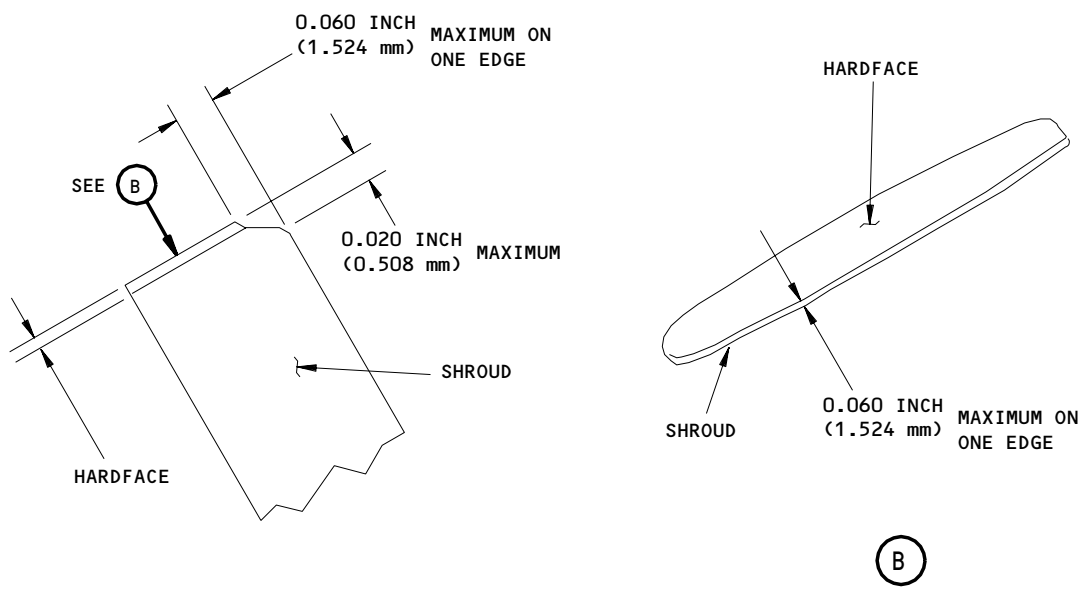 0.060 INCH
(1.524 mm)
MAXIMUM ON
ONE EDGE
SEE B
0.020 INCH
(0.508 mm)
MAXIMUM
SHROUD
HARDFACE
HARDFACE
SHROUD
0.060 INCH
(1.524 mm)
MAXIMUM ON
ONE EDGE
B